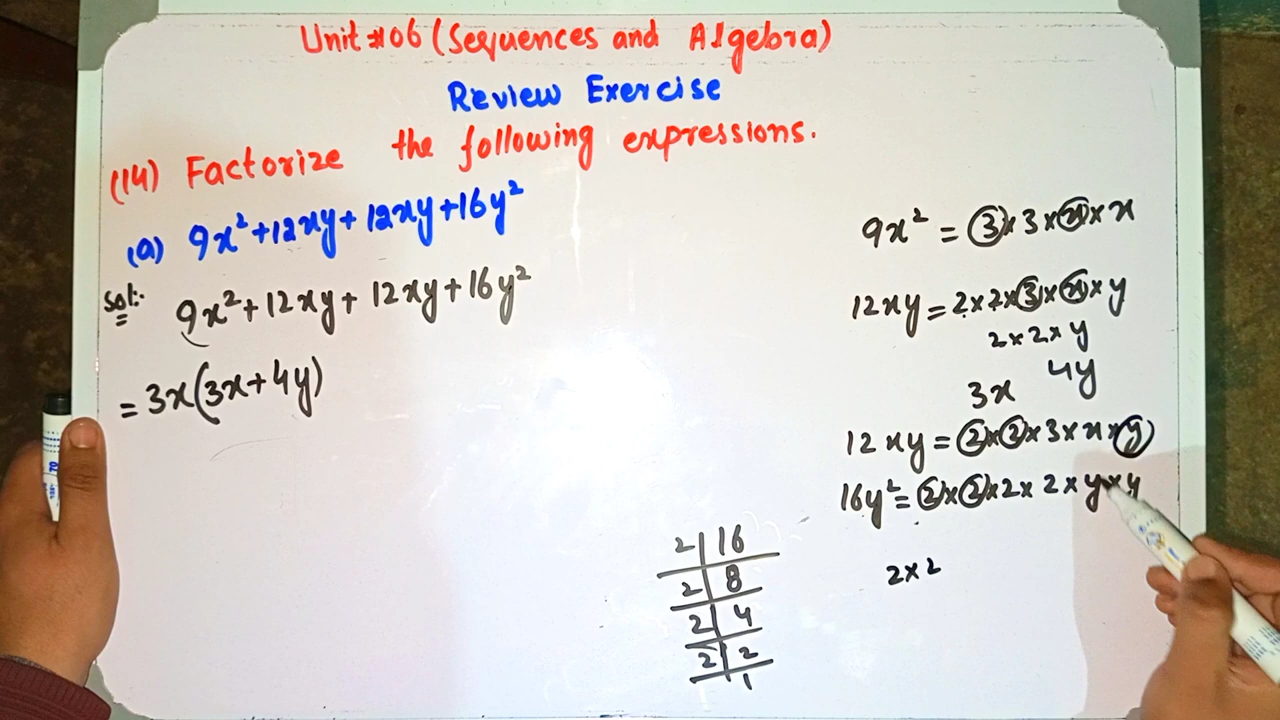 Unit # 06 (Sequences and Algebra)
Review Exercise
(14) Factorize the following expressions.
(a) 9x² + 12xy + 12xy + 16y²
Sol:-
9x² + 12xy + 12xy + 16y²
= 3x(3x + 4y)
9x² = 3 × 3 × x × x
12xy = 2 × 2 × 3 × x × y
2 × 2 × y
4y
3x
12xy = 2 × 2 × 3 × x × y
16y² = 2 × 2 × 2 × 2 × y × y
2 × 2
2 | 16
2 | 8
2 | 4
2 | 2
1